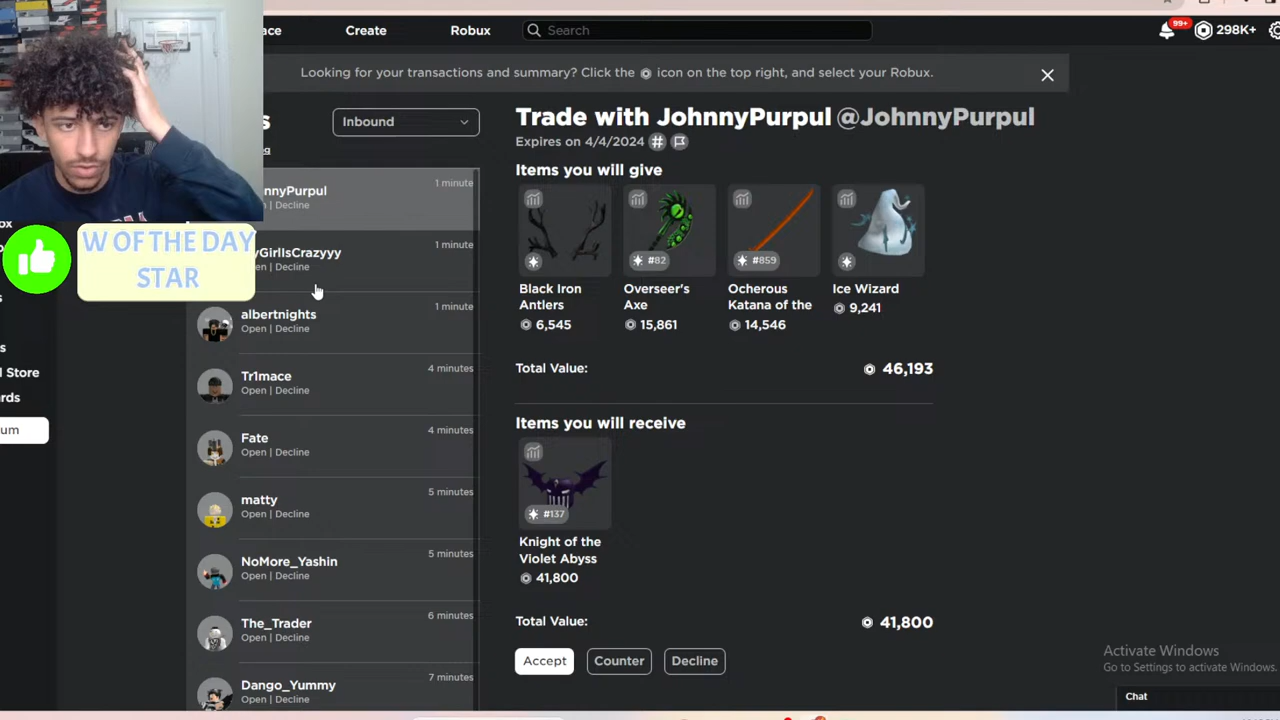 Create
Robux
Search
99+
298K+
Looking for your transactions and summary? Click the icon on the top right, and select your Robux.
Inbound
Trade with JohnnyPurpul @JohnnyPurpul
Expires on 4/4/2024
Items you will give
1 minute
Open | Decline
1 minute
albertnights
Open | Decline
1 minute
Tr1mace
Open | Decline
4 minutes
Fate
Open | Decline
4 minutes
matty
Open | Decline
5 minutes
NoMore_Yashin
Open | Decline
5 minutes
The_Trader
Open | Decline
6 minutes
Dango_Yummy
Open | Decline
7 minutes
W OF THE DAY
STAR
#82
#859
Black Iron
Antlers
6,545
Overseer's
Axe
15,861
Ocherous
Katana of the
14,546
Ice Wizard
9,241
Total Value:
46,193
Items you will receive
#137
Knight of the
Violet Abyss
41,800
Total Value:
41,800
Accept
Counter
Decline
Activate Windows
Go to Settings to activate Windows.
Chat